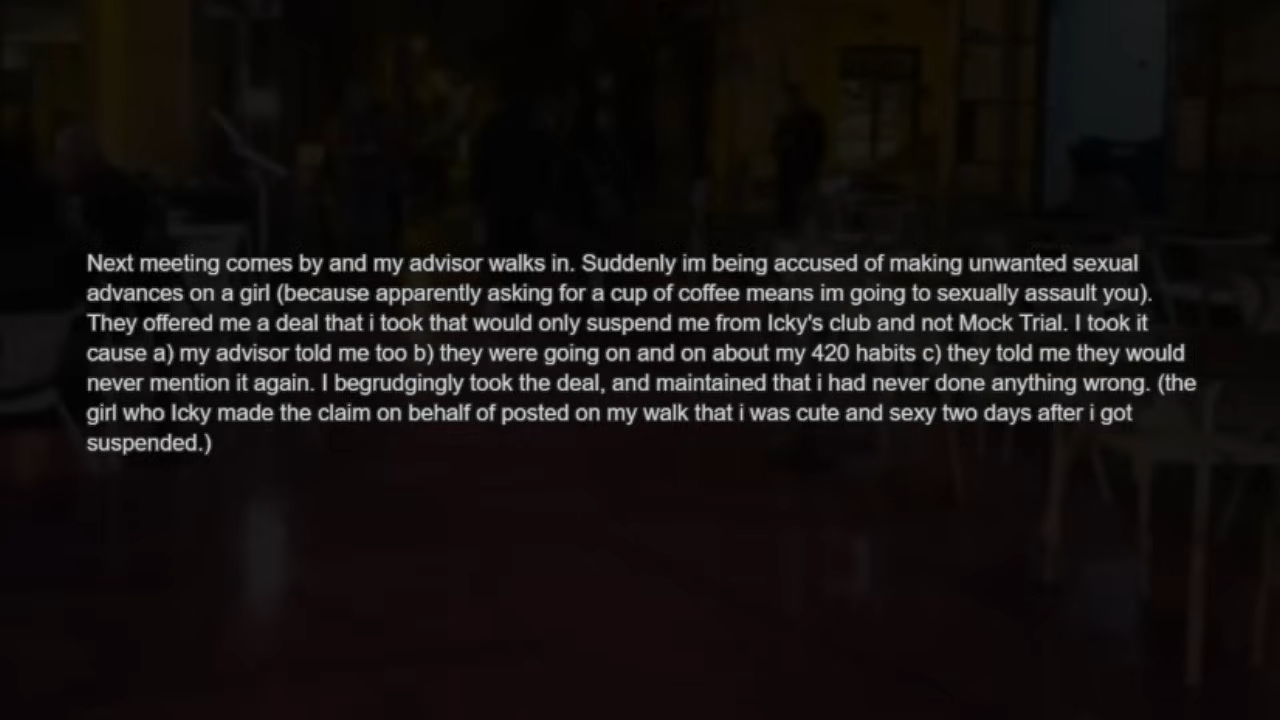 Next meeting comes by and my advisor walks in. Suddenly im being accused of making unwanted sexual
advances on a girl (because apparently asking for a cup of coffee means im going to sexually assault you).
They offered me a deal that i took that would only suspend me from Icky's club and not Mock Trial. I took it
cause a) my advisor told me too b) they were going on and on about my 420 habits c) they told me they would
never mention it again. I begrudgingly took the deal, and maintained that i had never done anything wrong. (the
girl who Icky made the claim on behalf of posted on my walk that i was cute and sexy two days after i got
suspended.)